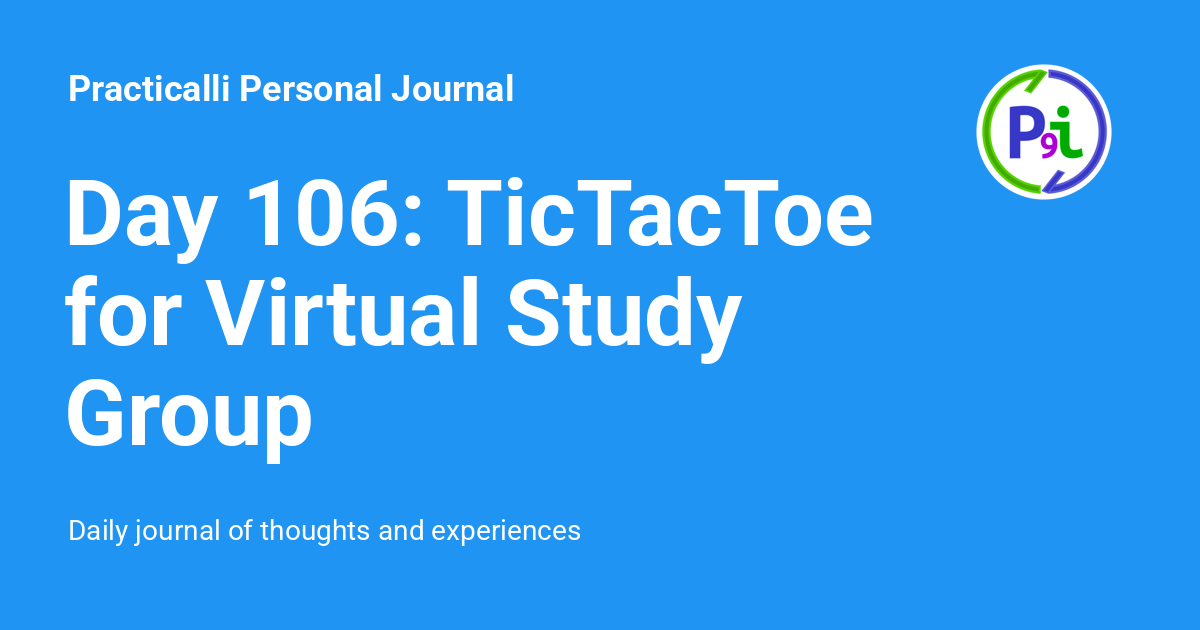 Practicalli Personal Journal
P9i
Day 106: TicTacToe
for Virtual Study
Group
Daily journal of thoughts and experiences